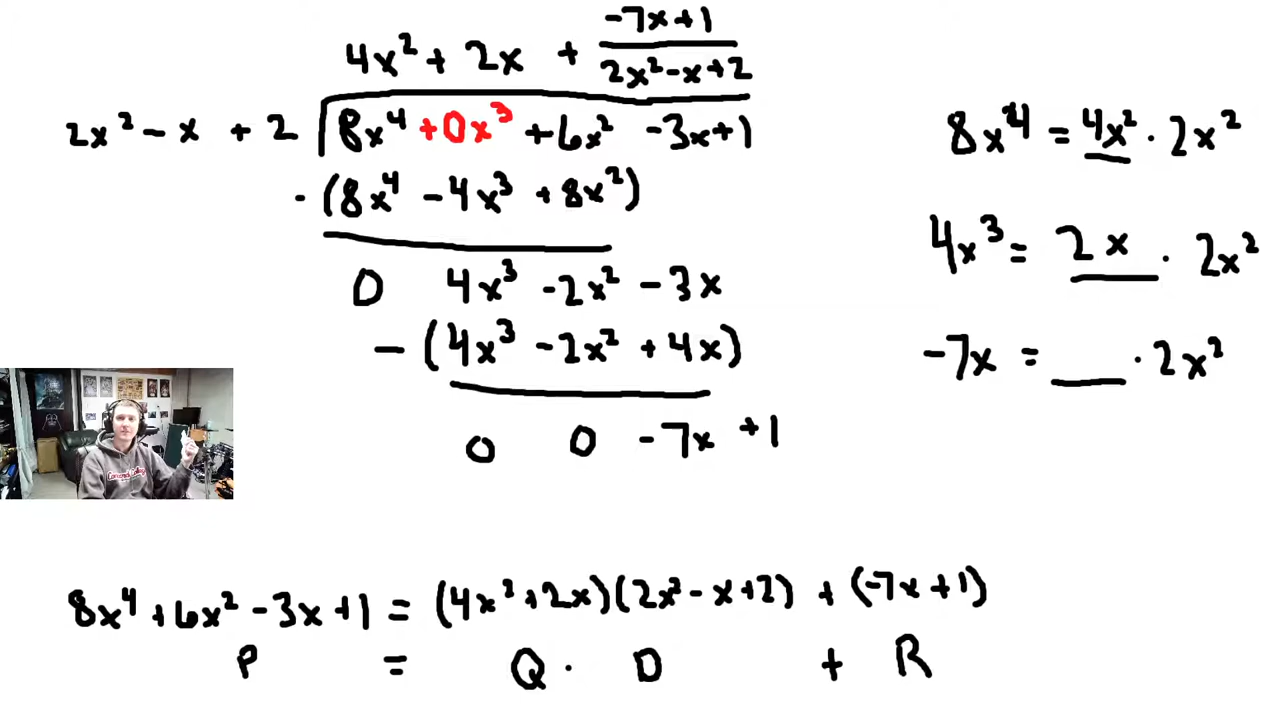 -7x+1
4x² + 2x + 2x²-x+2
2x² - x + 2 8x⁴ +0x³ +6x² -3x+1
-(8x⁴ -4x³ +8x²)
0 4x³ -2x² -3x
-(4x³ -2x² +4x)
0 0 -7x +1
8x⁴ = 4x² · 2x²
4x³ = 2x · 2x²
-7x = __ · 2x²
8x⁴ + 6x² - 3x + 1 = (4x² + 2x)(2x² - x + 2) + (-7x + 1)
P = Q · D + R